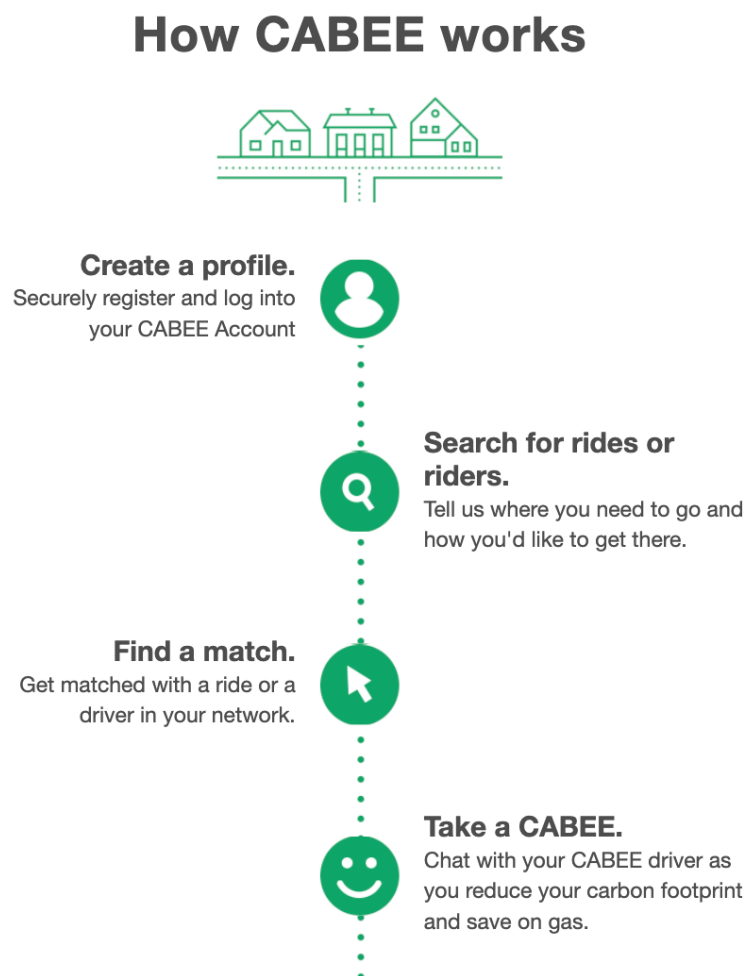 How CABEE works
Create a profile.
Securely register and log into
your CABEE Account
Search for rides or
riders.
Tell us where you need to go and
how you'd like to get there.
Find a match.
Get matched with a ride or a
driver in your network.
Take a CABEE.
Chat with your CABEE driver as
you reduce your carbon footprint
and save on gas.